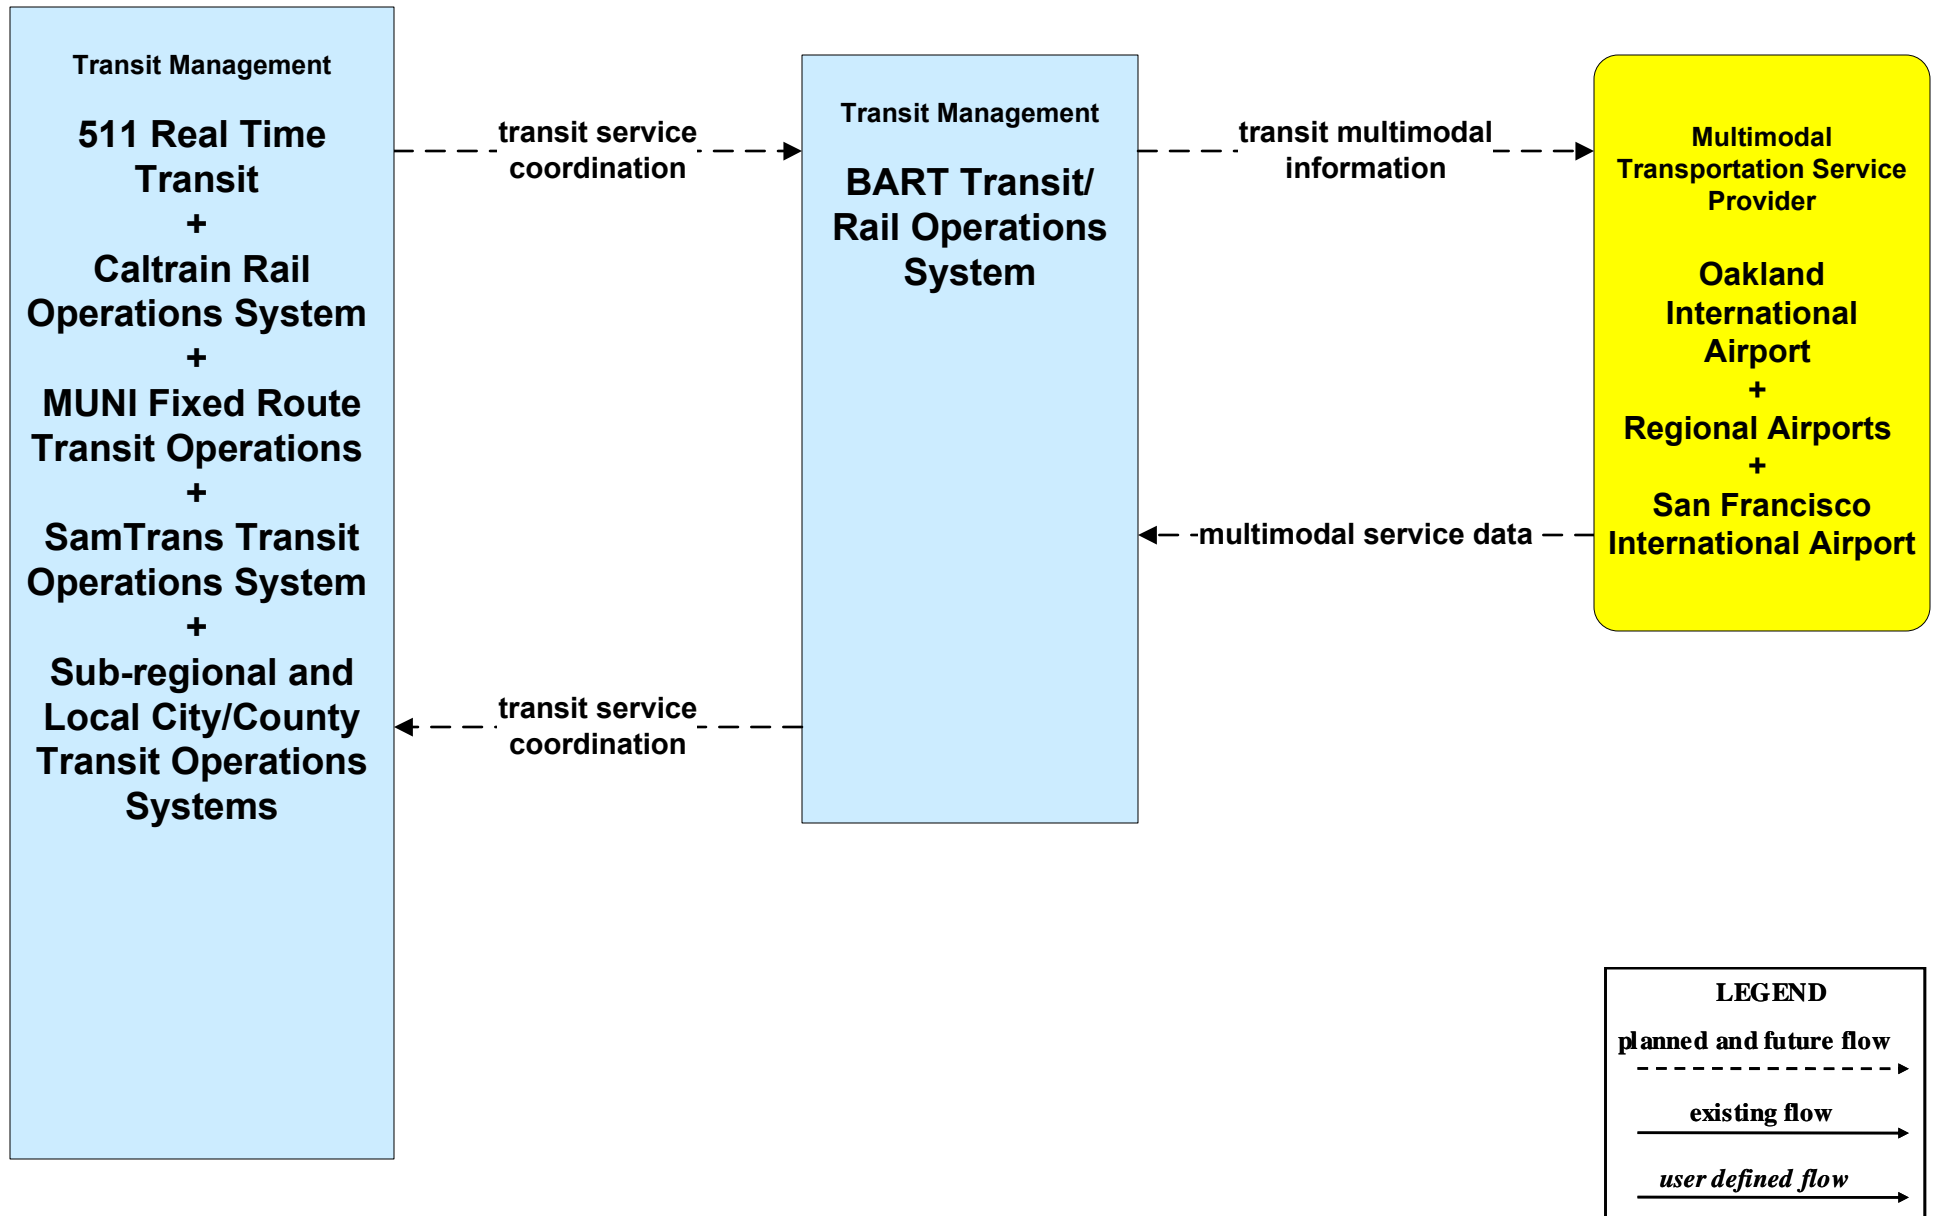 Transit Management
511 Real Time
Transit
+
Caltrain Rail
Operations System
+
MUNI Fixed Route
Transit Operations
+
SamTrans Transit
Operations System
+
Sub-regional and
Local City/County
Transit Operations
Systems
transit service
coordination
transit service
coordination
Transit Management
BART Transit/
Rail Operations
System
transit multimodal
information
multimodal service data
Multimodal
Transportation Service
Provider
Oakland
International
Airport
+
Regional Airports
+
San Francisco
International Airport
LEGEND
planned and future flow
existing flow
user defined flow